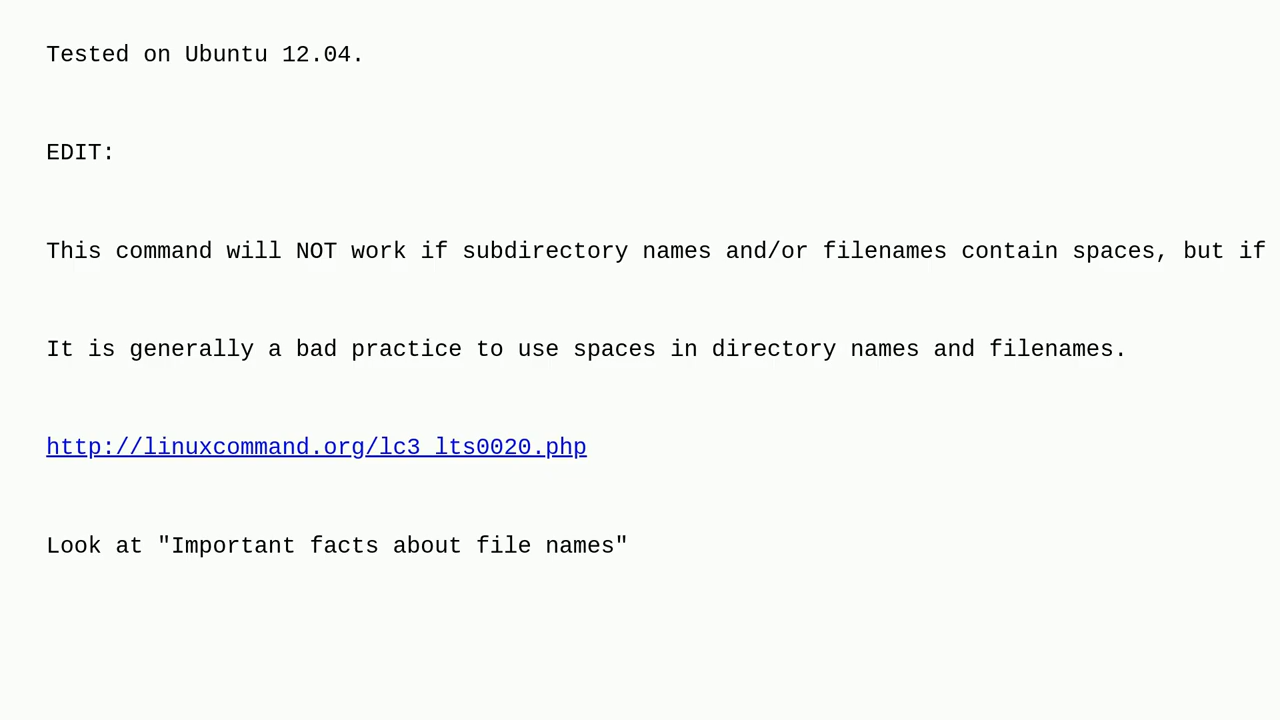 Tested on Ubuntu 12.04.
EDIT:
This command will NOT work if subdirectory names and/or filenames contain spaces, but if
It is generally a bad practice to use spaces in directory names and filenames.
http://linuxcommand.org/lc3_lts0020.php
Look at "Important facts about file names"